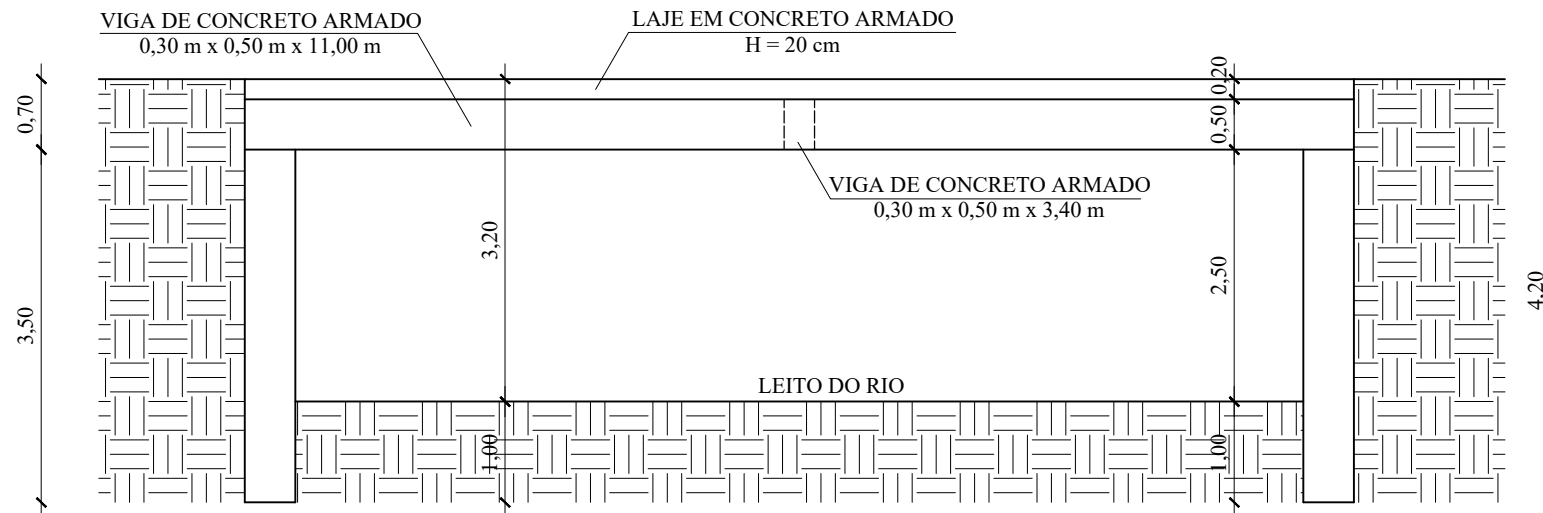 VIGA DE CONCRETO ARMADO
0,30 m x 0,50 m x 11,00 m
LAJE EM CONCRETO ARMADO
H = 20 cm
0,20
0,70
0,50
VIGA DE CONCRETO ARMADO
0,30 m x 0,50 m x 3,40 m
3,20
2,50
4,20
3,50
LEITO DO RIO
1,00
1,00